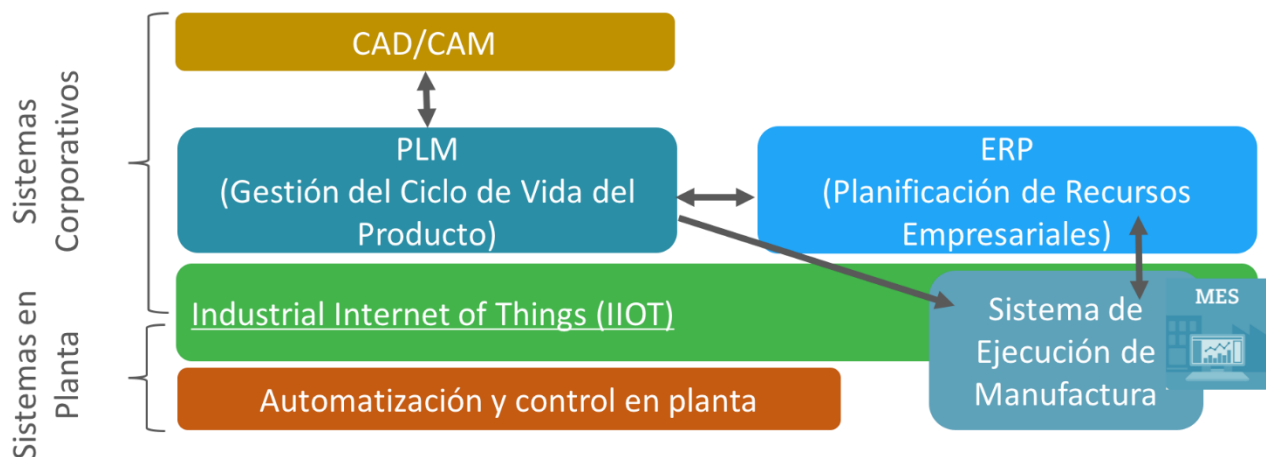 Sistemas
Corporativos
CAD/CAM
PLM
(Gestión del Ciclo de Vida del
Producto)
ERP
(Planificación de Recursos
Empresariales)
Sistemas en
Planta
Industrial Internet of Things (IIOT)
Automatización y control en planta
Sistema de
Ejecución de
Manufactura
MES